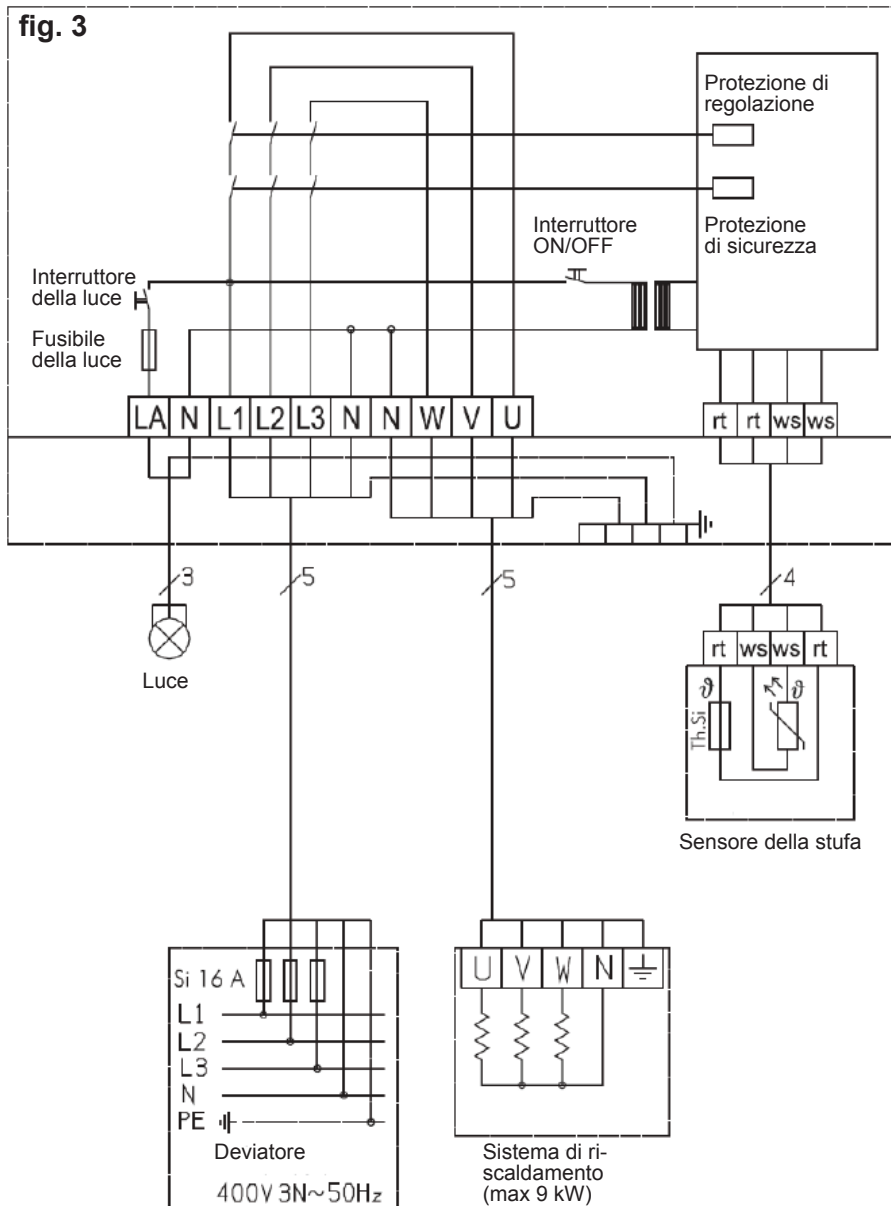 fig. 3
Protezione di
regolazione
Protezione
di sicurezza
Interruttore
ON/OFF
Interruttore
della luce
Fusibile
della luce
LA N L1 L2 L3 N N W V U
rt rt ws ws
3
5
5
4
Luce
rt ws ws rt
ϑ ϑ
Th.Si
Sensore della stufa
Si 16 A
L1
L2
L3
N
PE
Deviatore
400V 3N~50Hz
U V W N
Sistema di ri-
scaldamento
(max 9 kW)